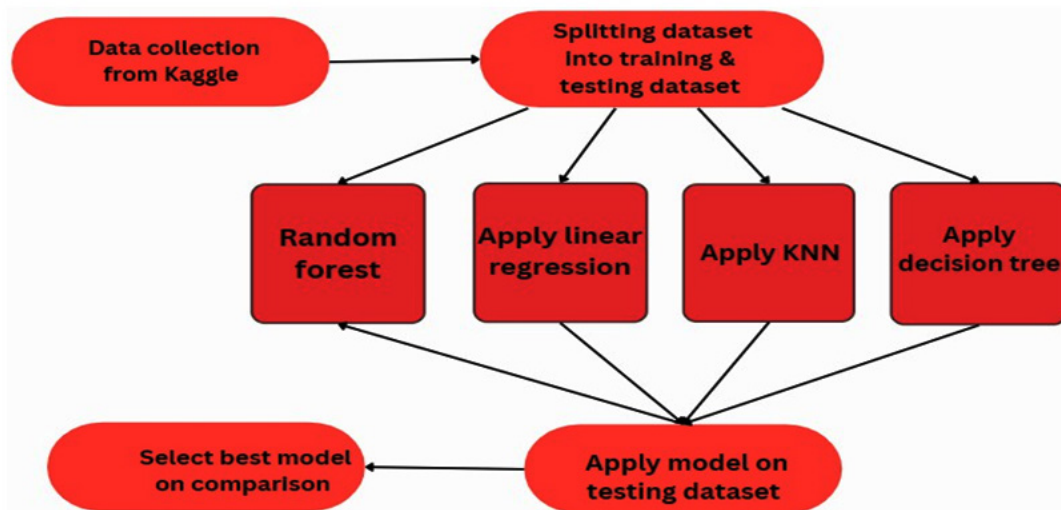 Data collection
from Kaggle
Splitting dataset
into training &
testing dataset
Random
forest
Apply linear
regression
Apply KNN
Apply
decision tree
Select best model
on comparison
Apply model on
testing dataset